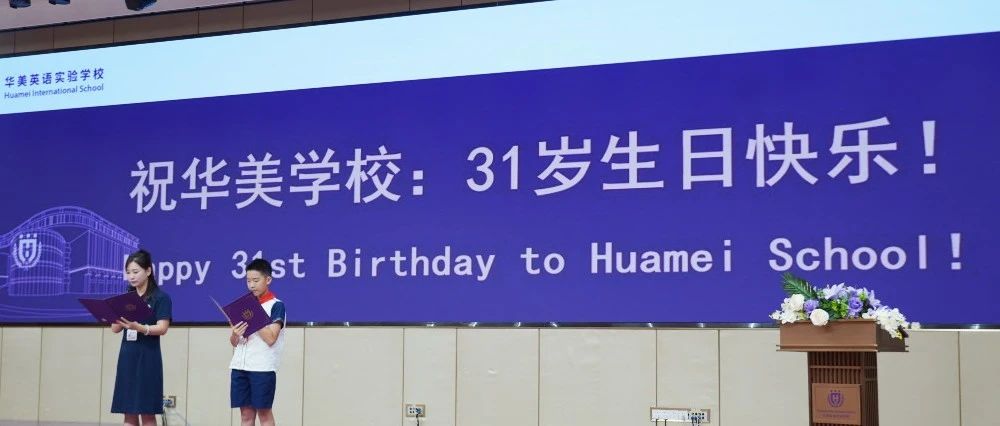 华美英语实验学校
Huamei International School
祝华美学校：31岁生日快乐！
Happy 31st Birthday to Huamei School!